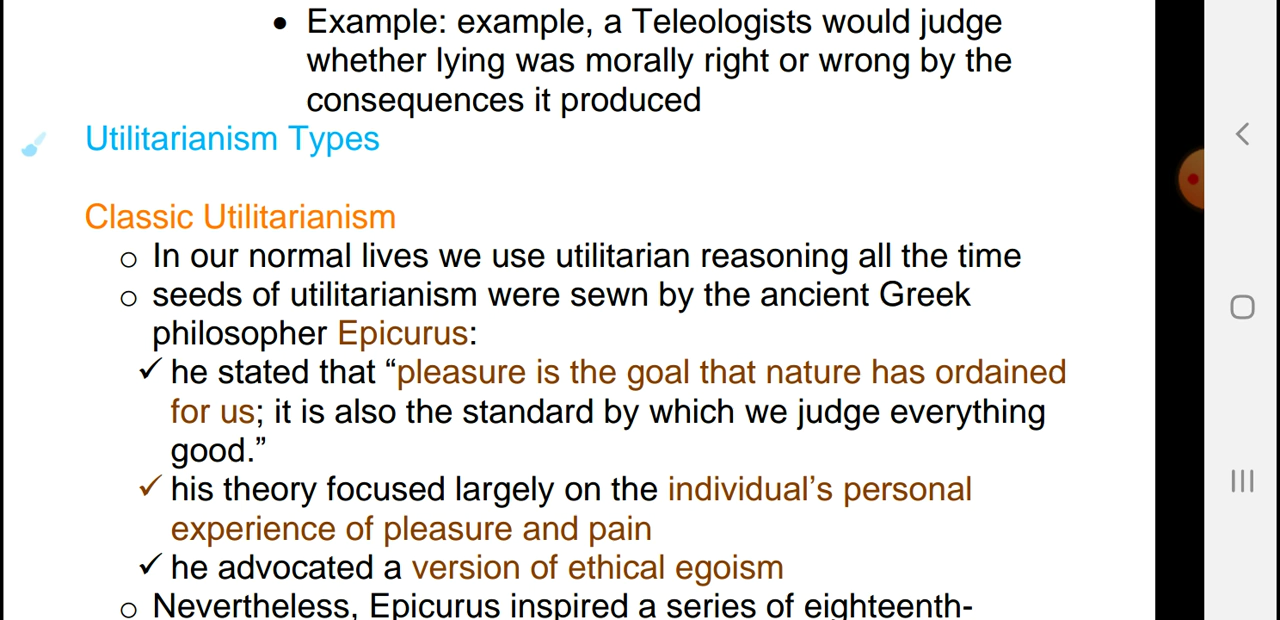 • Example: example, a Teleologists would judge
whether lying was morally right or wrong by the
consequences it produced
Utilitarianism Types
Classic Utilitarianism
o In our normal lives we use utilitarian reasoning all the time
o seeds of utilitarianism were sewn by the ancient Greek
philosopher Epicurus:
✓ he stated that “pleasure is the goal that nature has ordained
for us; it is also the standard by which we judge everything
good.”
✓ his theory focused largely on the individual’s personal
experience of pleasure and pain
✓ he advocated a version of ethical egoism
o Nevertheless, Epicurus inspired a series of eighteenth-